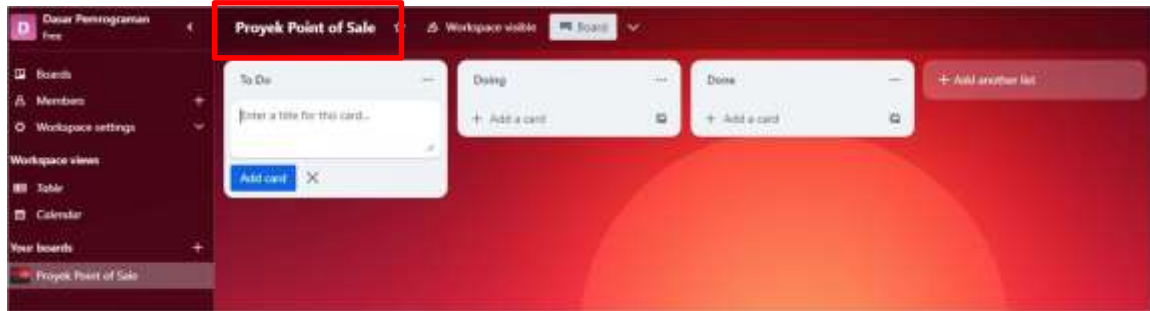 D
Dasar Pemrograman
Free
Proyek Point of Sale
Workspace visible
Board
Boards
Members
Workspace settings
Workspace views
Table
Calendar
Your boards
Proyek Point of Sale
To Do
Enter a title for this card...
Add card
Doing
+ Add a card
Done
+ Add a card
+ Add another list